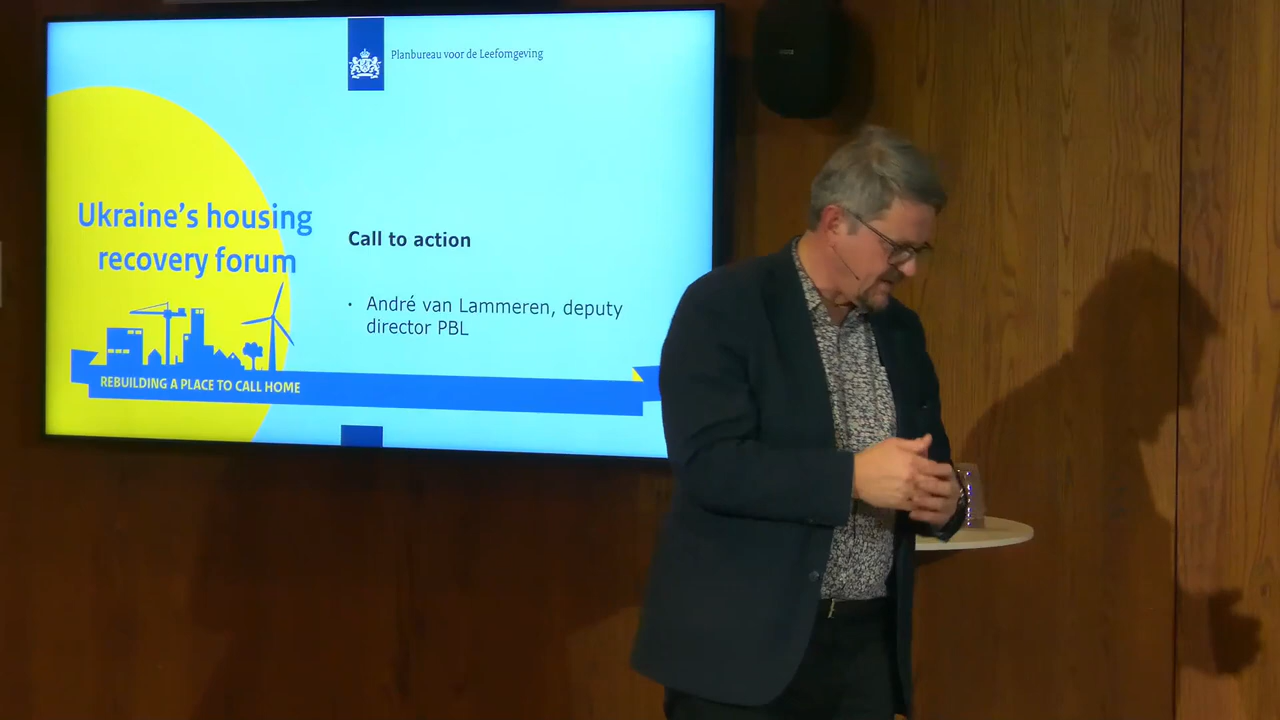 Planbureau voor de Leefomgeving
Ukraine's housing
recovery forum
REBUILDING A PLACE TO CALL HOME
Call to action
• André van Lammeren, deputy
director PBL